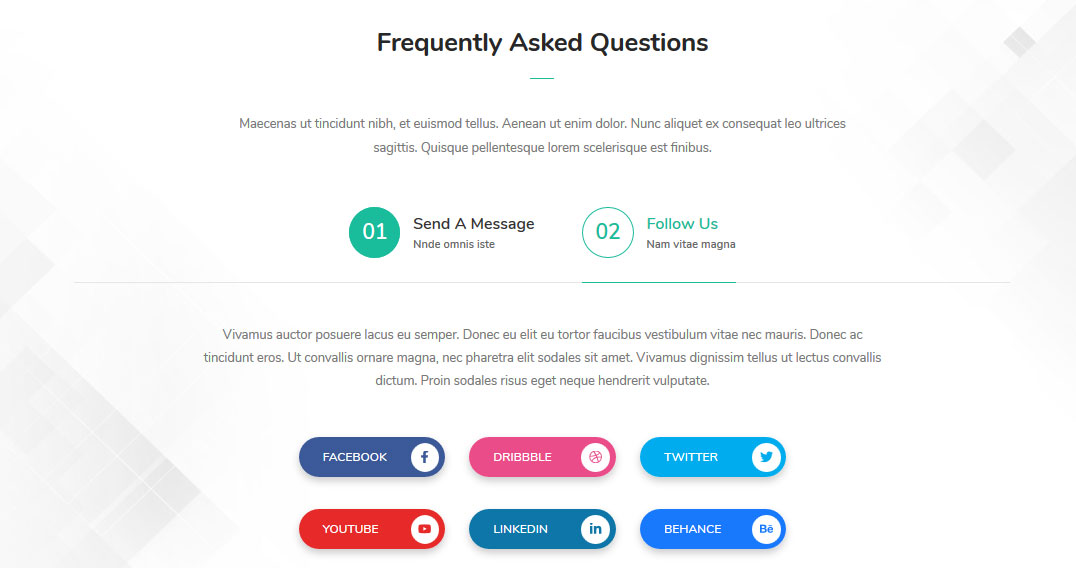 Frequently Asked Questions
Maecenas ut tincidunt nibh, et euismod tellus. Aenean ut enim dolor. Nunc aliquet ex consequat leo ultrices
sagittis. Quisque pellentesque lorem scelerisque est finibus.
01
Send A Message
Nnde omnis iste
02
Follow Us
Nam vitae magna
Vivamus auctor posuere lacus eu semper. Donec eu elit eu tortor faucibus vestibulum vitae nec mauris. Donec ac
tincidunt eros. Ut convallis ornare magna, nec pharetra elit sodales sit amet. Vivamus dignissim tellus ut lectus convallis
dictum. Proin sodales risus eget neque hendrerit vulputate.
FACEBOOK
DRIBBBLE
TWITTER
YOUTUBE
LINKEDIN
BEHANCE